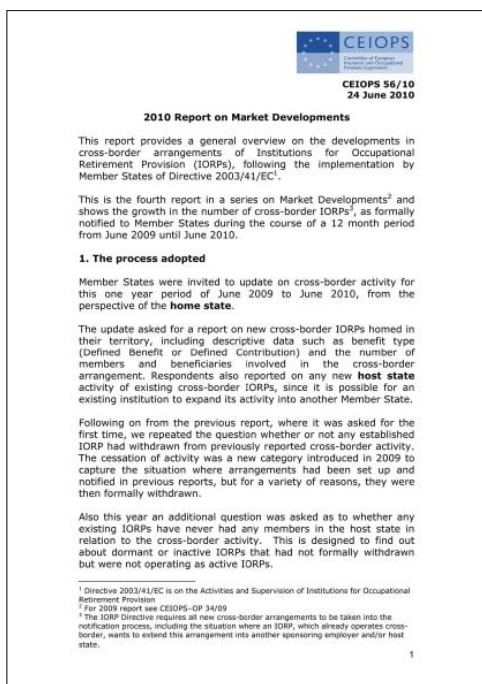 CEIOPS
Committee of European
Insurance and Occupational
Pensions Supervisors
CEIOPS 56/10
24 June 2010
2010 Report on Market Developments
This report provides a general overview on the developments in
cross-border arrangements of Institutions for Occupational
Retirement Provision (IORPs), following the implementation by
Member States of Directive 2003/41/EC1.
This is the fourth report in a series on Market Developments2 and
shows the growth in the number of cross-border IORPs3, as formally
notified to Member States during the course of a 12 month period
from June 2009 until June 2010.
1. The process adopted
Member States were invited to update on cross-border activity for
this one year period of June 2009 to June 2010, from the
perspective of the home state.
The update asked for a report on new cross-border IORPs homed in
their territory, including descriptive data such as benefit type
(Defined Benefit or Defined Contribution) and the number of
members and beneficiaries involved in the cross-border
arrangement. Respondents also reported on any new host state
activity of existing cross-border IORPs, since it is possible for an
existing institution to expand its activity into another Member State.
Following on from the previous report, where it was asked for the
first time, we repeated the question whether or not any established
IORP had withdrawn from previously reported cross-border activity.
The cessation of activity was a new category introduced in 2009 to
capture the situation where arrangements had been set up and
notified in previous reports, but for a variety of reasons, they were
then formally withdrawn.
Also this year an additional question was asked as to whether any
existing IORPs have never had any members in the host state in
relation to the cross-border activity. This is designed to find out
about dormant or inactive IORPs that had not formally withdrawn
but were not operating as active IORPs.
1 Directive 2003/41/EC is on the Activities and Supervision of Institutions for Occupational
Retirement Provision
2 For 2009 report see CEIOPS-OP 34/09
3 The IORP Directive requires all new cross-border arrangements to be taken into the
notification process, including the situation where an IORP, which already operates cross-
border, wants to extend this arrangement into another sponsoring employer and/or host
state.
1